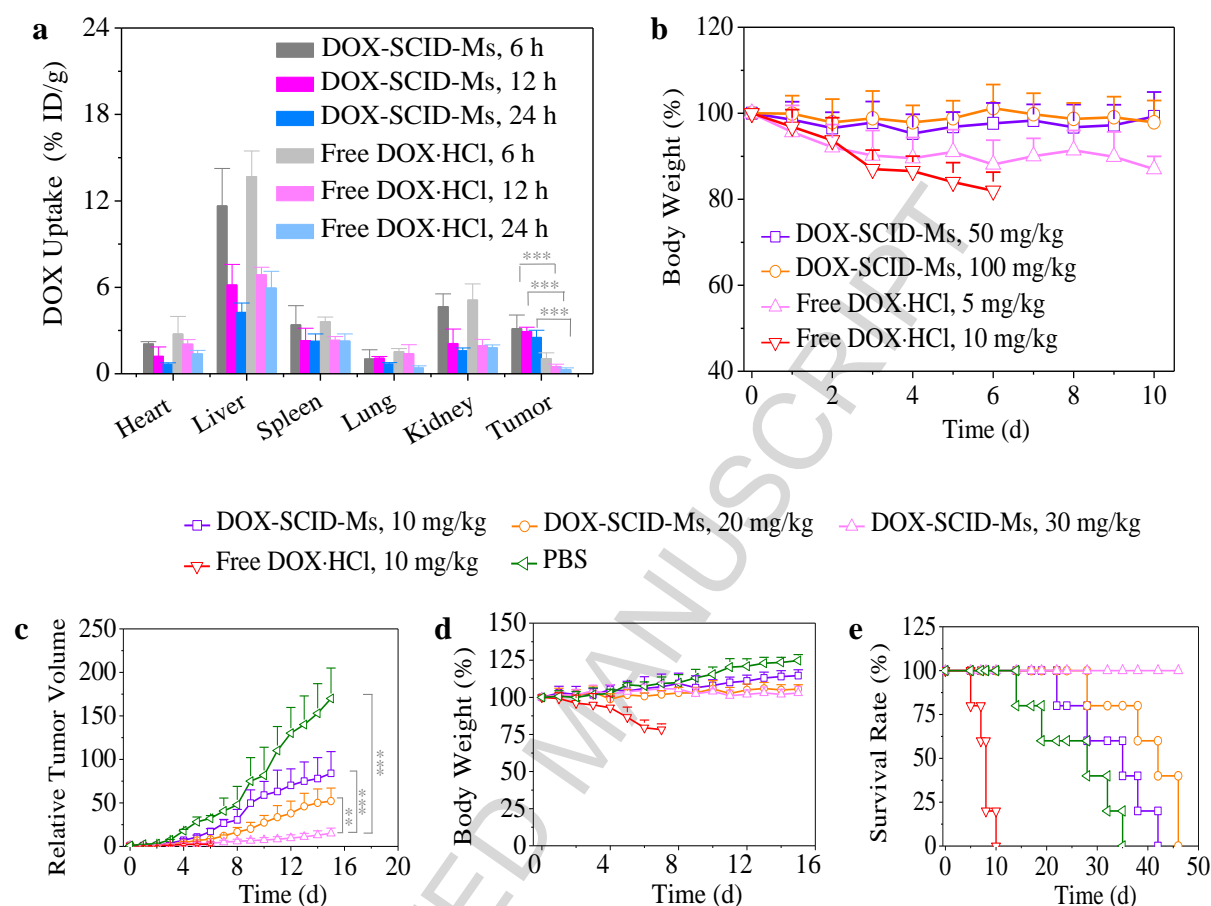 a
DOX Uptake (% ID/g)
24
18
12
6
0
DOX-SCID-Ms, 6 h
DOX-SCID-Ms, 12 h
DOX-SCID-Ms, 24 h
Free DOX·HCl, 6 h
Free DOX·HCl, 12 h
Free DOX·HCl, 24 h
***
***
***
Heart Liver Spleen Lung Kidney Tumor
b
Body Weight (%)
120
100
80
60
40
DOX-SCID-Ms, 50 mg/kg
DOX-SCID-Ms, 100 mg/kg
Free DOX·HCl, 5 mg/kg
Free DOX·HCl, 10 mg/kg
0 2 4 6 8 10
Time (d)
DOX-SCID-Ms, 10 mg/kg DOX-SCID-Ms, 20 mg/kg DOX-SCID-Ms, 30 mg/kg
Free DOX·HCl, 10 mg/kg PBS
c
Relative Tumor Volume
250
200
150
100
50
0
***
***
**
0 4 8 12 16 20
Time (d)
d
Body Weight (%)
150
125
100
75
50
25
0
0 4 8 12 16
Time (d)
e
Survival Rate (%)
125
100
75
50
25
0
0 10 20 30 40 50
Time (d)
ED MANUSCRIPT